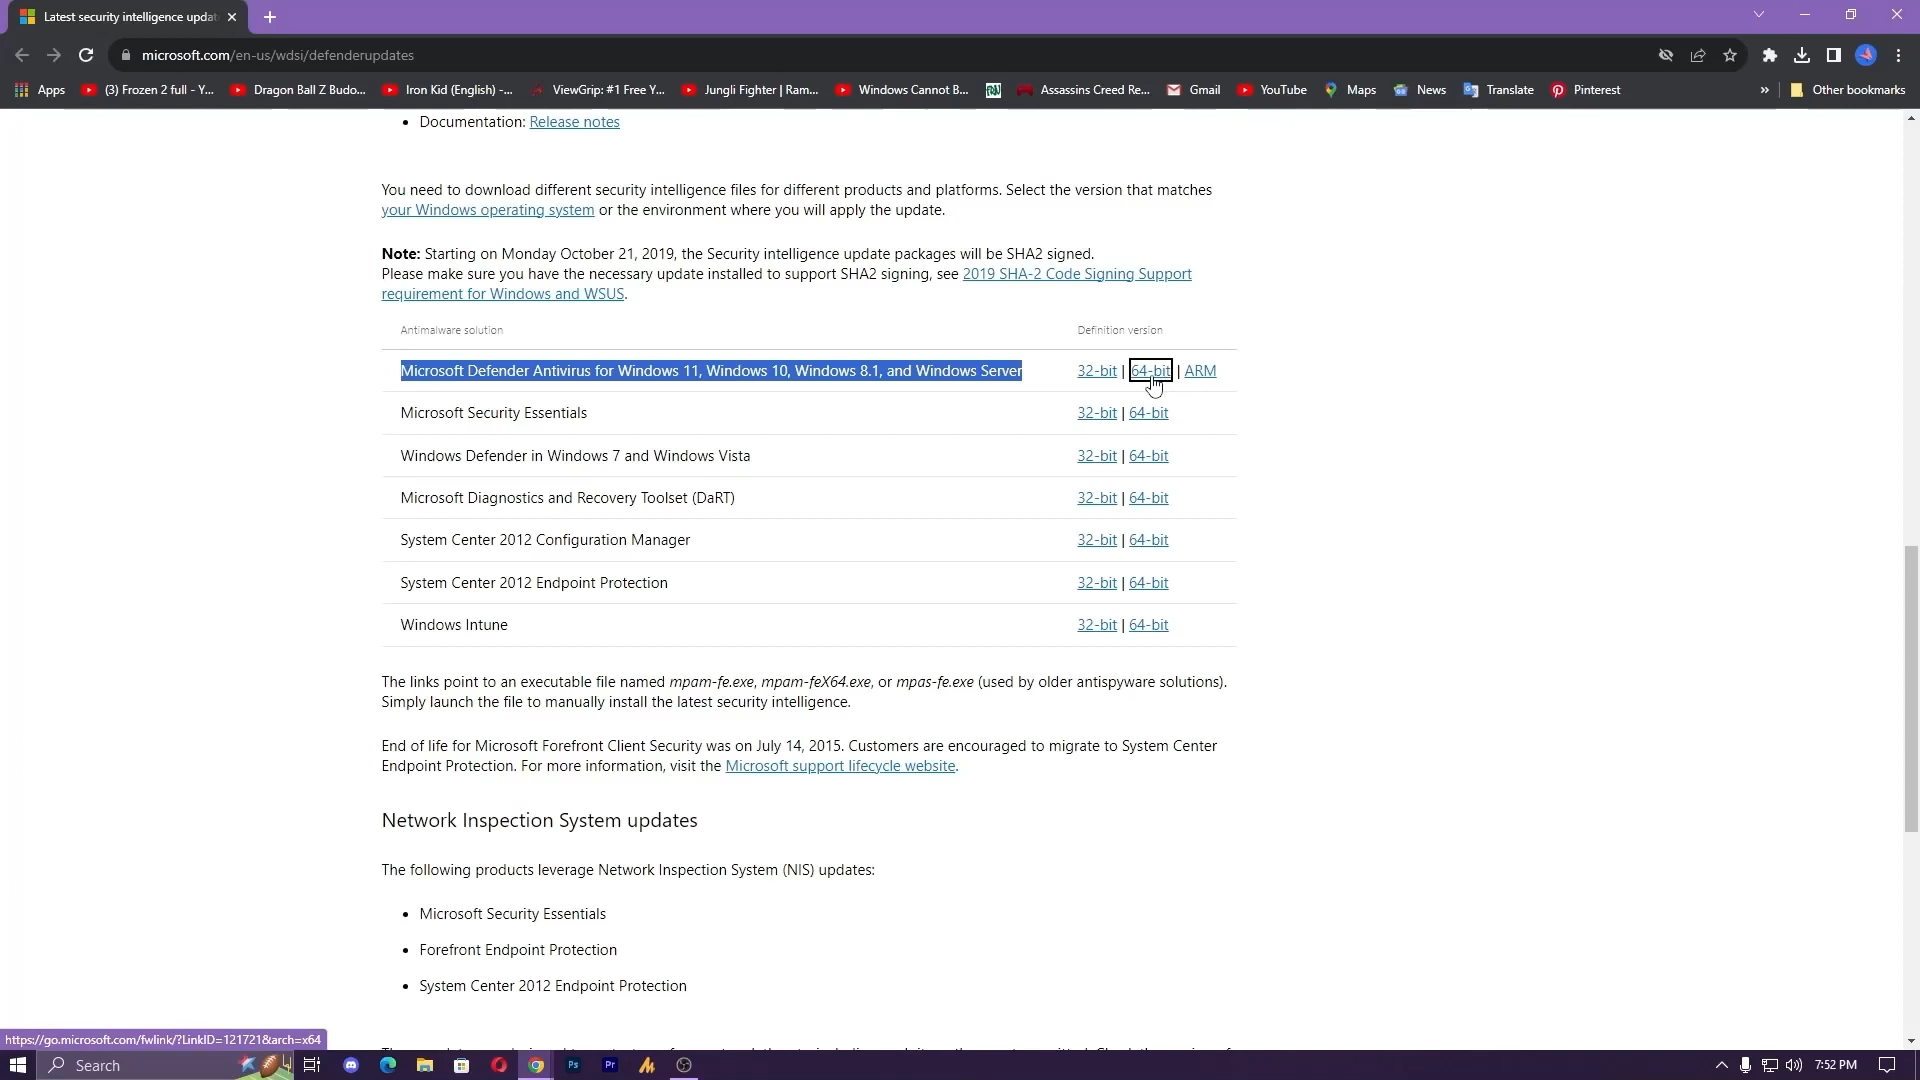 Latest security intelligence updat
microsoft.com/en-us/wdsi/defenderupdates
Apps
(3) Frozen 2 full - Y...
Dragon Ball Z Budo...
Iron Kid (English) -...
ViewGrip: #1 Free Y...
Jungli Fighter | Ram...
Windows Cannot B...
Assassins Creed Re...
Gmail
YouTube
Maps
News
Translate
Pinterest
»
Other bookmarks
• Documentation: Release notes
You need to download different security intelligence files for different products and platforms. Select the version that matches
your Windows operating system or the environment where you will apply the update.
Note: Starting on Monday October 21, 2019, the Security intelligence update packages will be SHA2 signed.
Please make sure you have the necessary update installed to support SHA2 signing, see 2019 SHA-2 Code Signing Support
requirement for Windows and WSUS.
Antimalware solution Definition version
Microsoft Defender Antivirus for Windows 11, Windows 10, Windows 8.1, and Windows Server 32-bit | 64-bit | ARM
Microsoft Security Essentials 32-bit | 64-bit
Windows Defender in Windows 7 and Windows Vista 32-bit | 64-bit
Microsoft Diagnostics and Recovery Toolset (DaRT) 32-bit | 64-bit
System Center 2012 Configuration Manager 32-bit | 64-bit
System Center 2012 Endpoint Protection 32-bit | 64-bit
Windows Intune 32-bit | 64-bit
The links point to an executable file named mpam-fe.exe, mpam-feX64.exe, or mpas-fe.exe (used by older antispyware solutions).
Simply launch the file to manually install the latest security intelligence.
End of life for Microsoft Forefront Client Security was on July 14, 2015. Customers are encouraged to migrate to System Center
Endpoint Protection. For more information, visit the Microsoft support lifecycle website.
Network Inspection System updates
The following products leverage Network Inspection System (NIS) updates:
• Microsoft Security Essentials
• Forefront Endpoint Protection
• System Center 2012 Endpoint Protection
https://go.microsoft.com/fwlink/?LinkID=121721&arch=x64
Search
Ps
Pr
7:52 PM